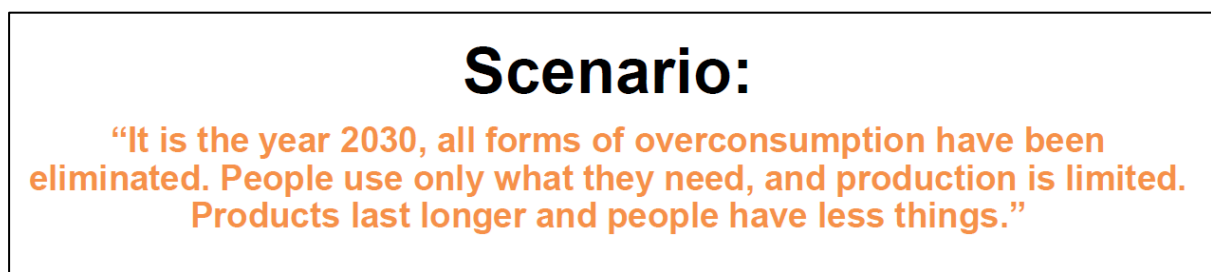 Scenario:
“It is the year 2030, all forms of overconsumption have been
eliminated. People use only what they need, and production is limited.
Products last longer and people have less things.”